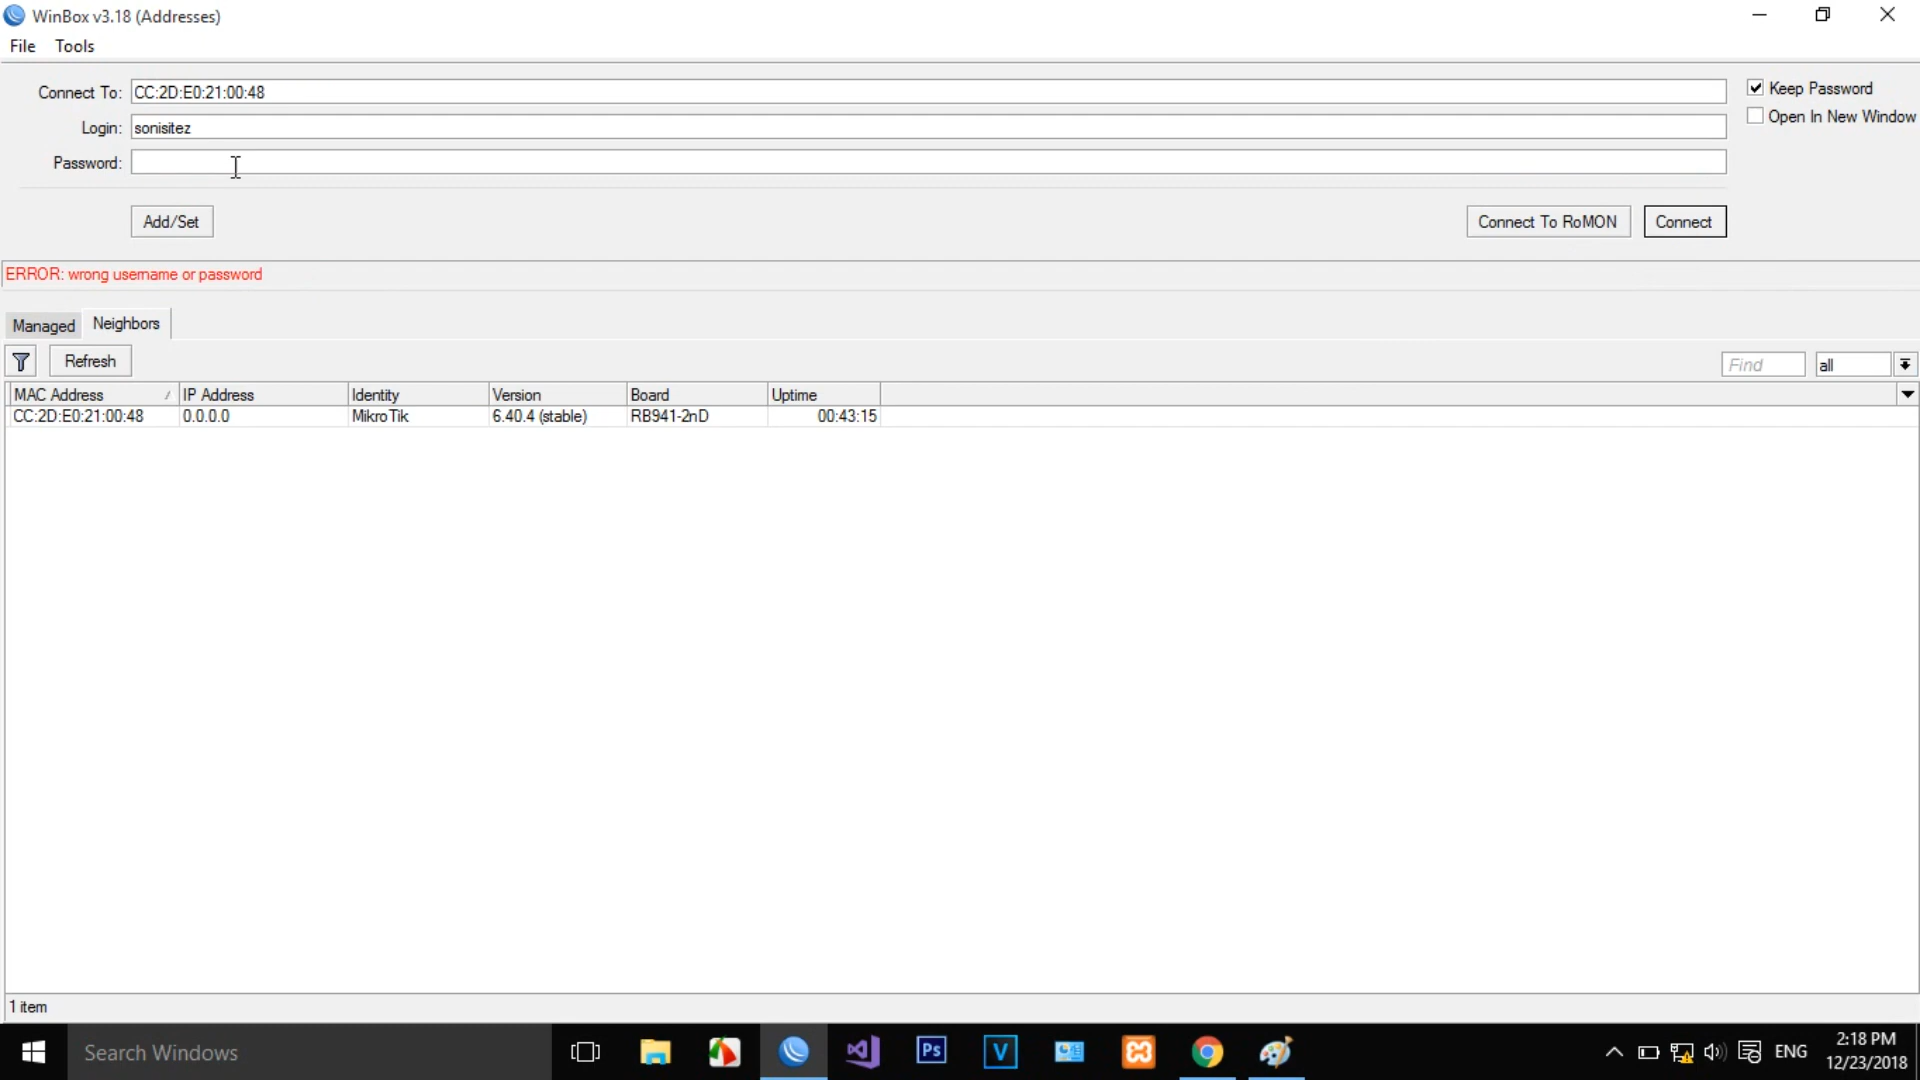 WinBox v3.18 (Addresses)
File Tools
Connect To: CC:2D:E0:21:00:48
Keep Password
Login: sonisitez
Open In New Window
Password:
Add/Set Connect To RoMON Connect
ERROR: wrong username or password
Managed Neighbors
Refresh Find all
MAC Address IP Address Identity Version Board Uptime
CC:2D:E0:21:00:48 0.0.0.0 MikroTik 6.40.4 (stable) RB941-2nD 00:43:15
1 item
Search Windows
Ps
V
ENG
2:18 PM
12/23/2018